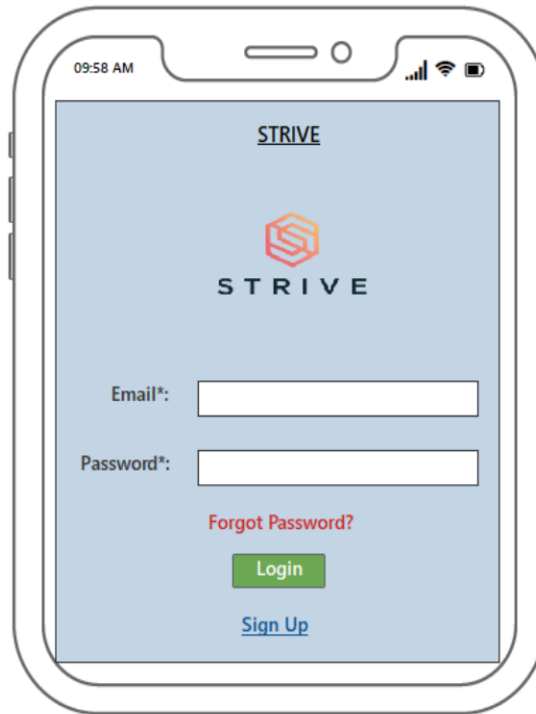 09:58 AM
STRIVE
STRIVE
Email*:
Password*:
Forgot Password?
Login
Sign Up